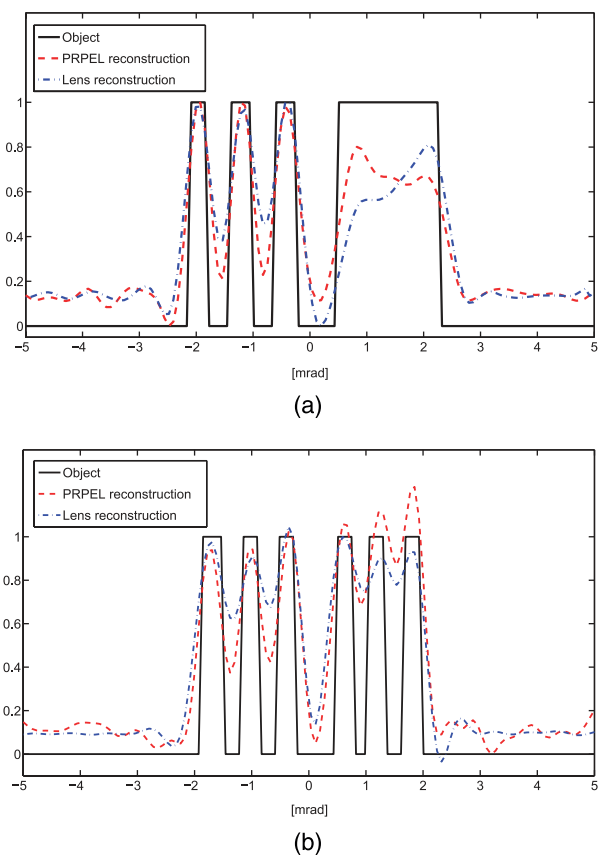 Object
PRPEL reconstruction
Lens reconstruction
1
0.8
0.6
0.4
0.2
0
−5 −4 −3 −2 −1 0 1 2 3 4 5
[mrad]
(a)
Object
PRPEL reconstruction
Lens reconstruction
1
0.8
0.6
0.4
0.2
0
−5 −4 −3 −2 −1 0 1 2 3 4 5
[mrad]
(b)